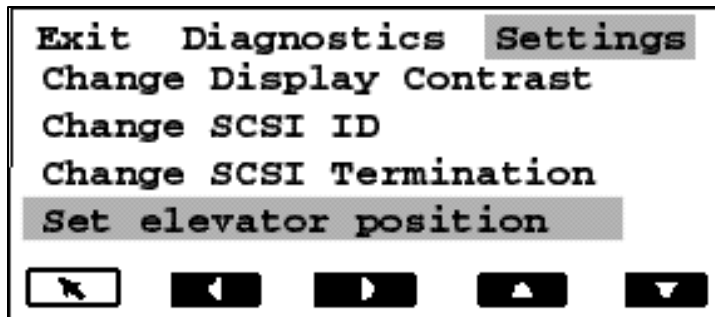 Exit Diagnostics Settings
Change Display Contrast
Change SCSI ID
Change SCSI Termination
Set elevator position